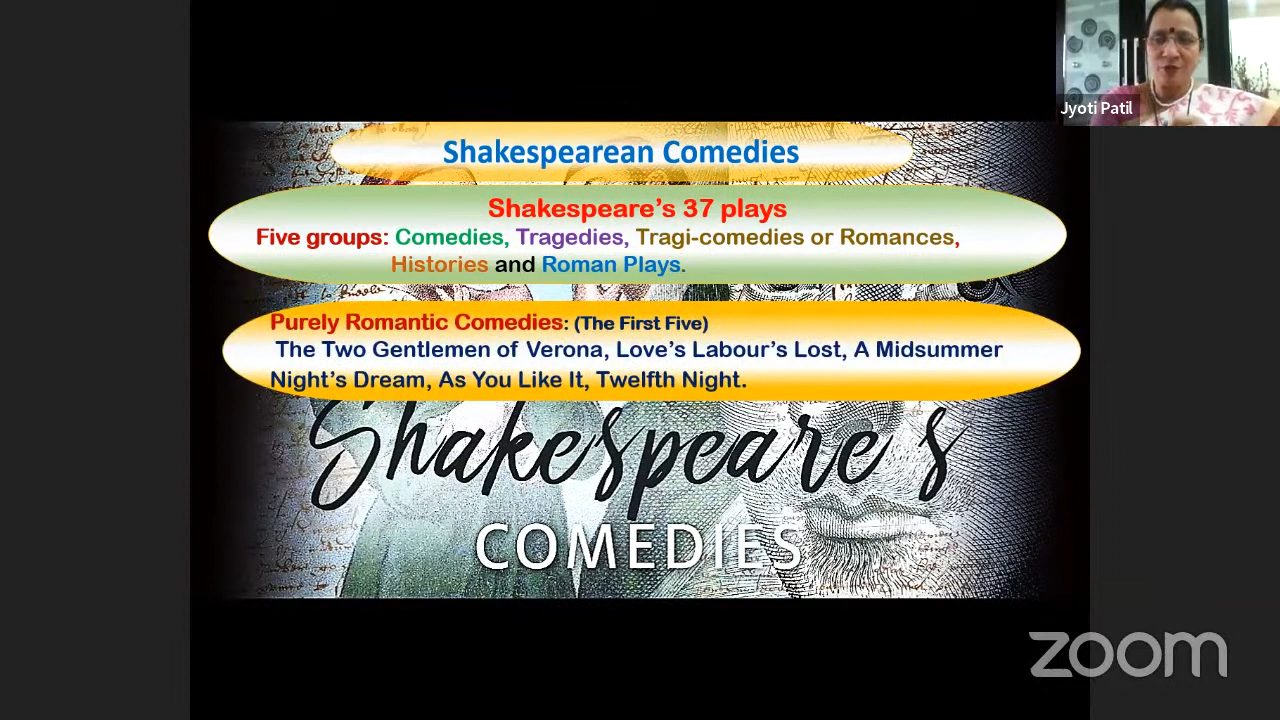 Jyoti Patil
Shakespearean Comedies
Shakespeare's 37 plays
Five groups: Comedies, Tragedies, Tragi-comedies or Romances,
Histories and Roman Plays.
Purely Romantic Comedies: (The First Five)
The Two Gentlemen of Verona, Love's Labour's Lost, A Midsummer
Night's Dream, As You Like It, Twelfth Night.
Shakespeare's
COMEDIES
zoom